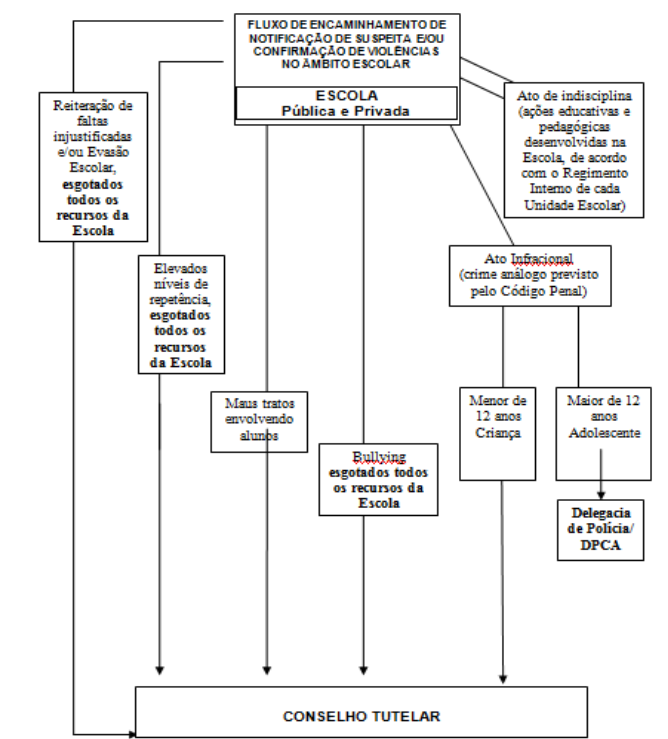 FLUXO DE ENCAMINHAMENTO DE
NOTIFICAÇÃO DE SUSPEITA E/OU
CONFIRMAÇÃO DE VIOLÊNCIAS
NO ÂMBITO ESCOLAR
ESCOLA
Pública e Privada
Reiteração de
faltas
injustificadas
e/ou Evasão
Escolar,
esgotados
todos os
recursos da
Escola
Ato de indisciplina
(ações educativas e
pedagógicas
desenvolvidas na
Escola, de acordo
com o Regimento
Interno de cada
Unidade Escolar)
Elevados
níveis de
repetência,
esgotados
todos os
recursos
da Escola
Ato Infracional
(crime análogo previsto
pelo Código Penal)
Maus tratos
envolvendo
alunos
Bullying
esgotados todos
os recursos da
Escola
Menor de
12 anos
Criança
Maior de 12
anos
Adolescente
Delegacia
de Polícia/
DPCA
CONSELHO TUTELAR